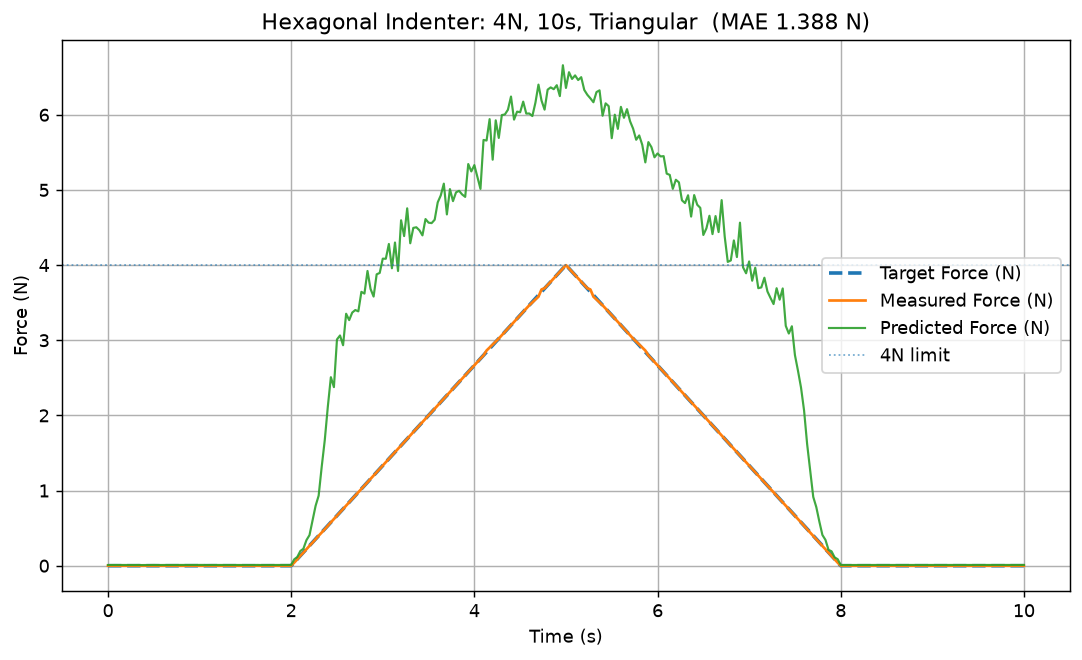 Hexagonal Indenter: 4N, 10s, Triangular  (MAE 1.388 N)
Force (N)
6
5
4
3
2
1
0
Target Force (N)
Measured Force (N)
Predicted Force (N)
4N limit
0 2 4 6 8 10
Time (s)